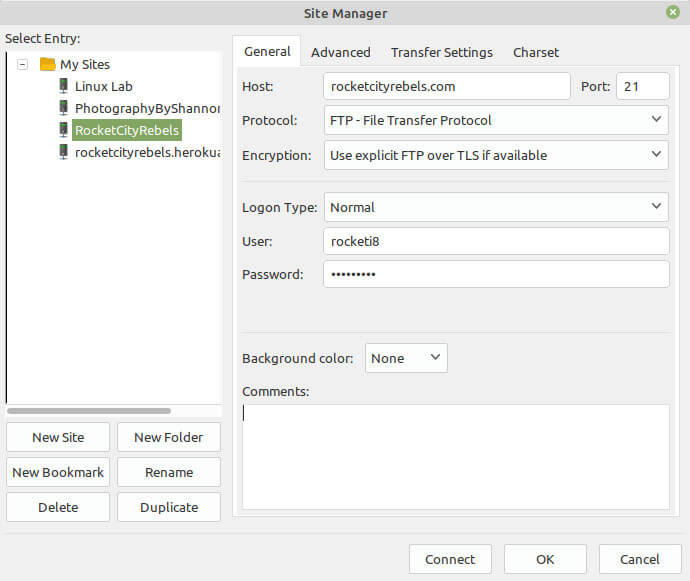 Site Manager
Select Entry:
My Sites
Linux Lab
PhotographyByShannon
RocketCityRebels
rocketcityrebels.heroku
New Site
New Folder
New Bookmark
Rename
Delete
Duplicate
General
Advanced
Transfer Settings
Charset
Host:
rocketcityrebels.com
Port:
21
Protocol:
FTP - File Transfer Protocol
Encryption:
Use explicit FTP over TLS if available
Logon Type:
Normal
User:
rocketi8
Password:
•••••••••
Background color:
None
Comments:
Connect
OK
Cancel